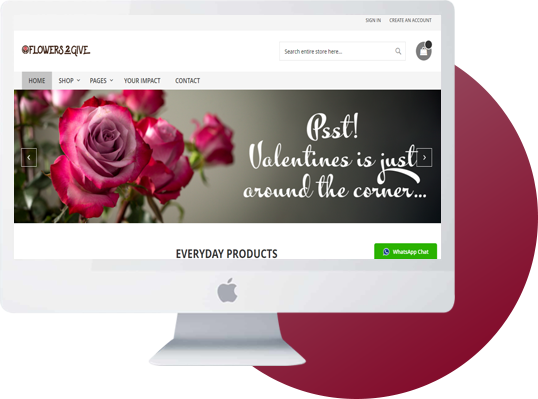 SIGN IN CREATE AN ACCOUNT
FLOWERS 2 GIVE
Search entire store here...
HOME SHOP PAGES YOUR IMPACT CONTACT
Psst!
Valentines is just
around the corner...
EVERYDAY PRODUCTS
WhatsApp Chat